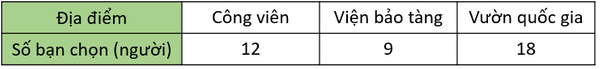 Địa điểm Công viên Viện bảo tàng Vườn quốc gia
Số bạn chọn (người) 12 9 18